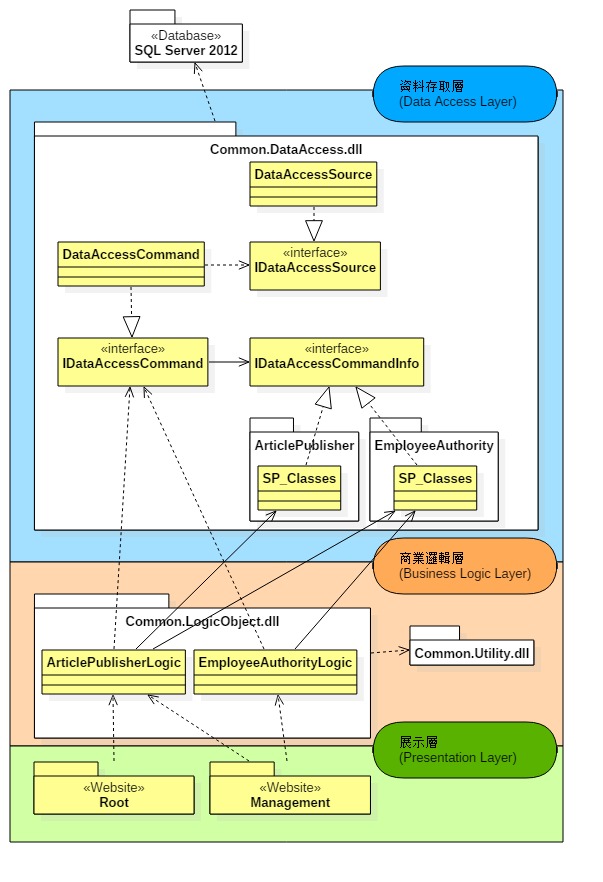 «Database»
SQL Server 2012
資料存取層
(Data Access Layer)
Common.DataAccess.dll
DataAccessSource
DataAccessCommand
«interface»
IDataAccessSource
«interface»
IDataAccessCommand
«interface»
IDataAccessCommandInfo
ArticlePublisher
EmployeeAuthority
SP_Classes
SP_Classes
商業邏輯層
(Business Logic Layer)
Common.LogicObject.dll
Common.Utility.dll
ArticlePublisherLogic
EmployeeAuthorityLogic
展示層
(Presentation Layer)
«Website»
Root
«Website»
Management